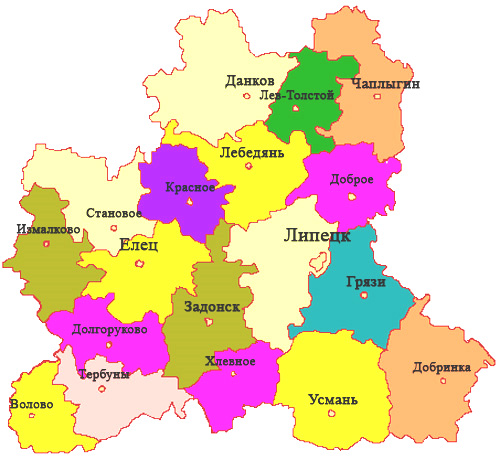 Данков
Чаплыгин
Лев-Толстой
Лебедянь
Доброе
Красное
Становое
Измалково
Елец
Липецк
Грязи
Задонск
Долгоруково
Хлевное
Тербуны
Добринка
Волово
Усмань